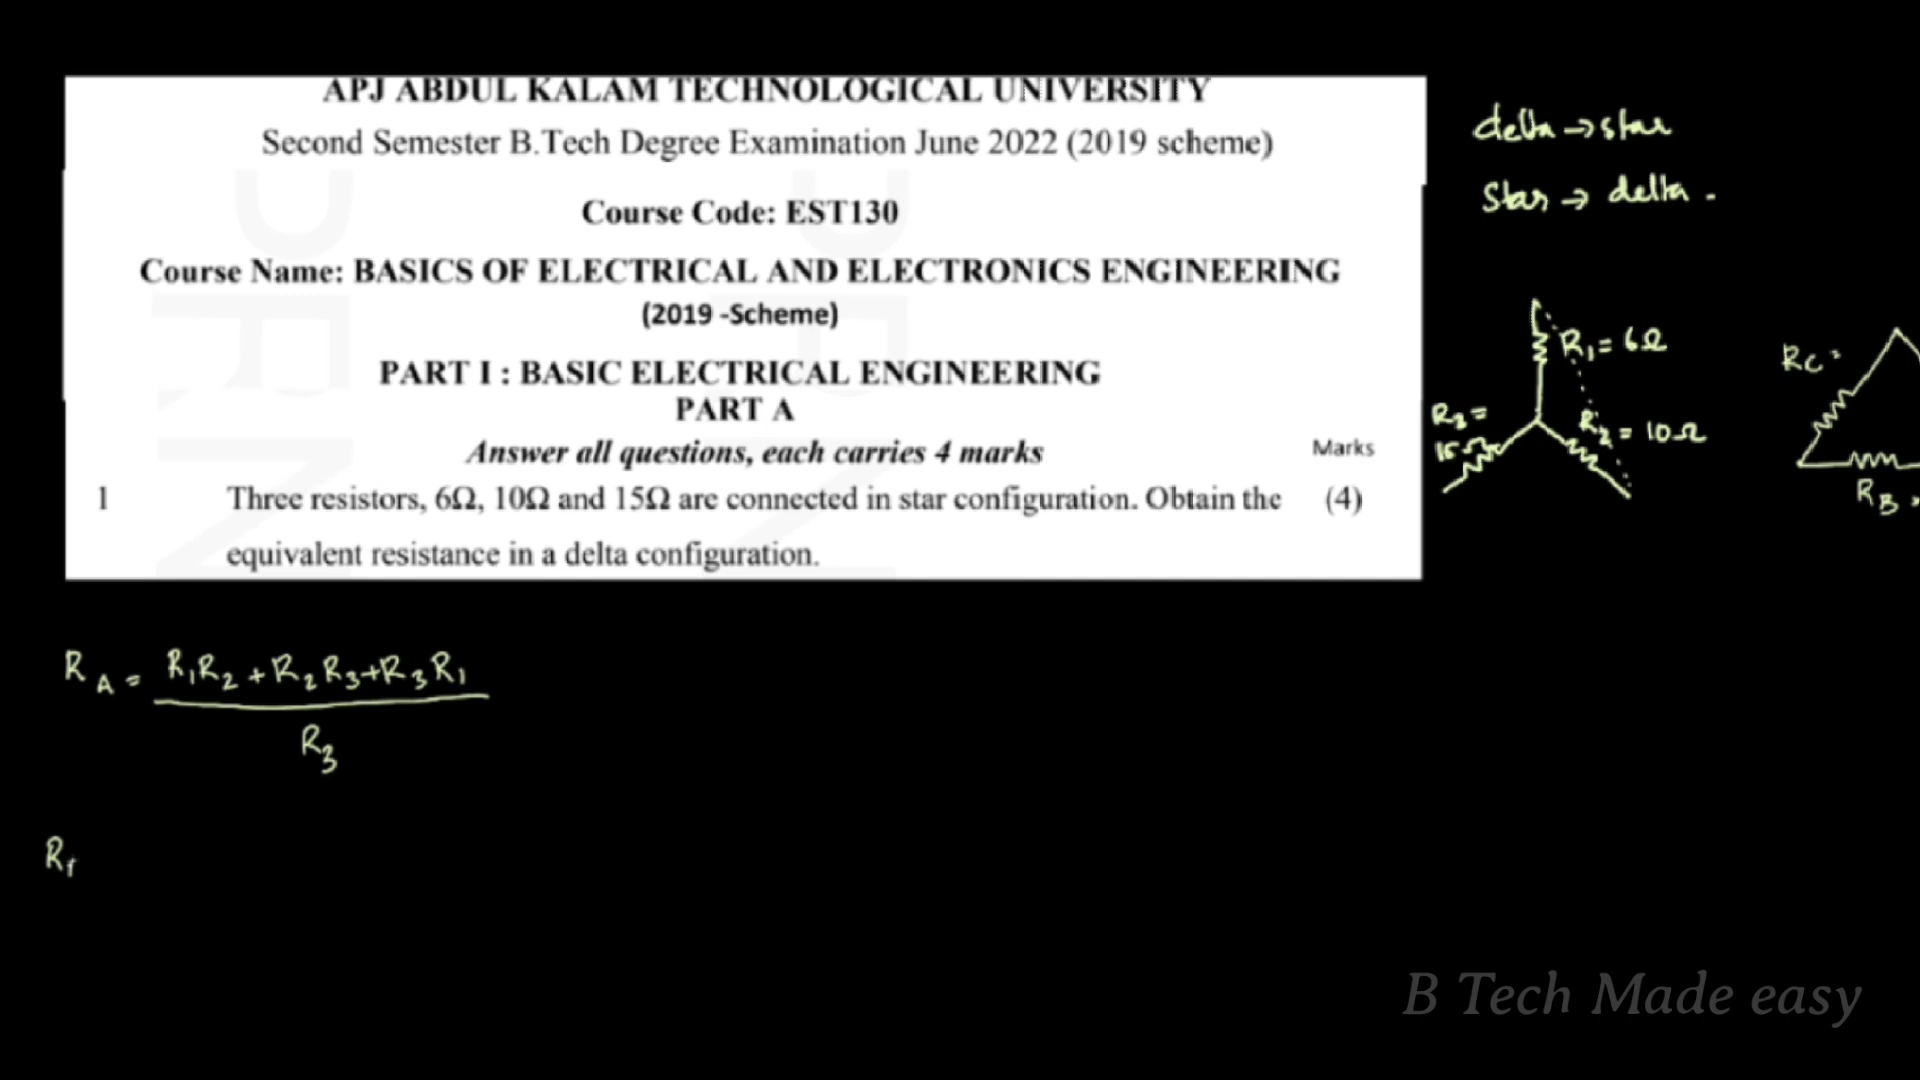 APJ ABDUL KALAM TECHNOLOGICAL UNIVERSITY
Second Semester B.Tech Degree Examination June 2022 (2019 scheme)
Course Code: EST130
Course Name: BASICS OF ELECTRICAL AND ELECTRONICS ENGINEERING
(2019 -Scheme)
PART I : BASIC ELECTRICAL ENGINEERING
PART A
Answer all questions, each carries 4 marks Marks
1 Three resistors, 6Ω, 10Ω and 15Ω are connected in star configuration. Obtain the (4)
equivalent resistance in a delta configuration.
delta → star
Star → delta .
R1 = 6Ω
R2 = 10Ω
R3 =
15Ω
RC =
RB =
RA = R1R2 + R2R3 + R3R1
R3
R1
B Tech Made easy